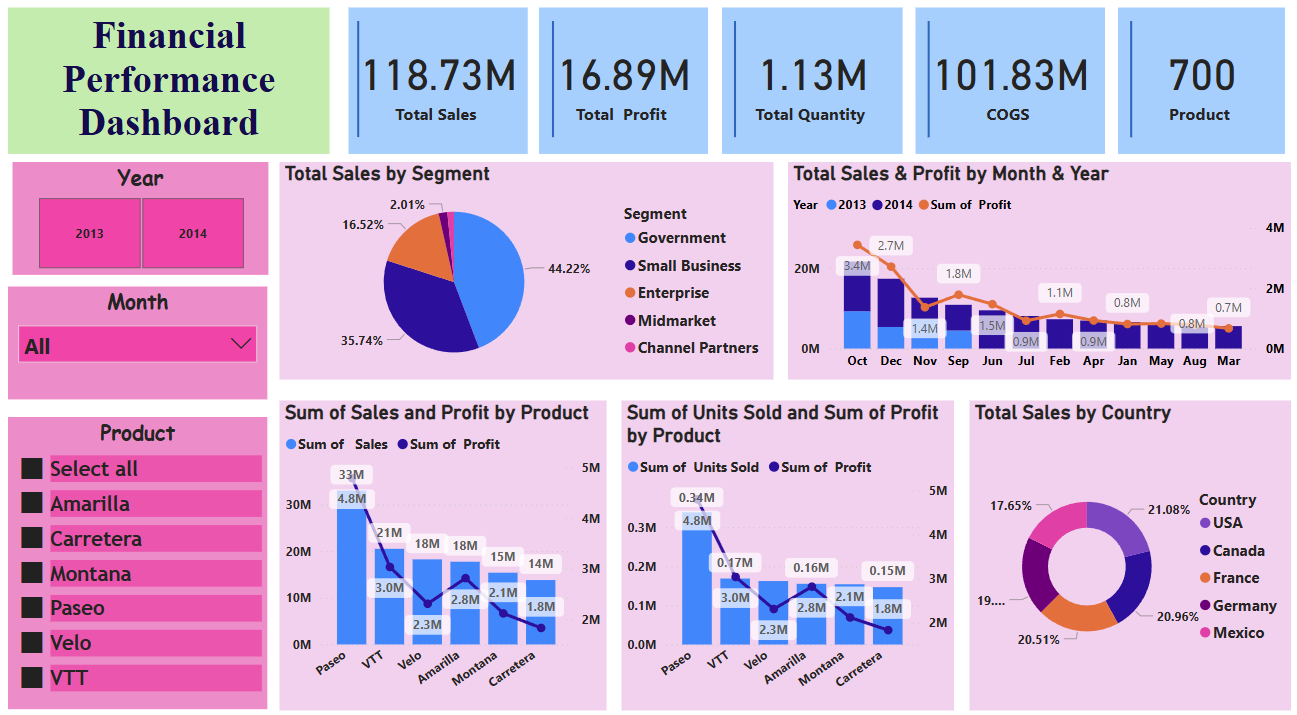 Financial
Performance
Dashboard
118.73M
Total Sales
16.89M
Total Profit
1.13M
Total Quantity
101.83M
COGS
700
Product
Year
2013
2014
Month
All
Product
Select all
Amarilla
Carretera
Montana
Paseo
Velo
VTT
Total Sales by Segment
2.01%
16.52%
44.22%
35.74%
Segment
Government
Small Business
Enterprise
Midmarket
Channel Partners
Total Sales & Profit by Month & Year
Year 2013 2014 Sum of Profit
4M
2.7M
3.4M 20M 1.8M
2M
1.1M 0.8M 0.7M
1.4M 1.5M 0.9M 0.9M 0.8M
0M 0M
Oct Dec Nov Sep Jun Jul Feb Apr Jan May Aug Mar
Sum of Sales and Profit by Product
Sum of Sales Sum of Profit
33M 5M
4.8M 30M
4M
21M 18M 18M 15M 14M
20M 3M
3.0M 2.3M 2.8M 2.1M 1.8M
10M 2M
0M
Paseo VTT Velo Amarilla Montana Carretera
Sum of Units Sold and Sum of Profit
by Product
Sum of Units Sold Sum of Profit
0.34M 5M
4.8M 0.3M
4M
0.17M 0.16M 0.15M
0.2M 3M
3.0M 2.3M 2.8M 2.1M 1.8M
0.1M 2M
0.0M
Paseo VTT Velo Amarilla Montana Carretera
Total Sales by Country
17.65%
21.08%
19....
20.96%
20.51%
Country
USA
Canada
France
Germany
Mexico